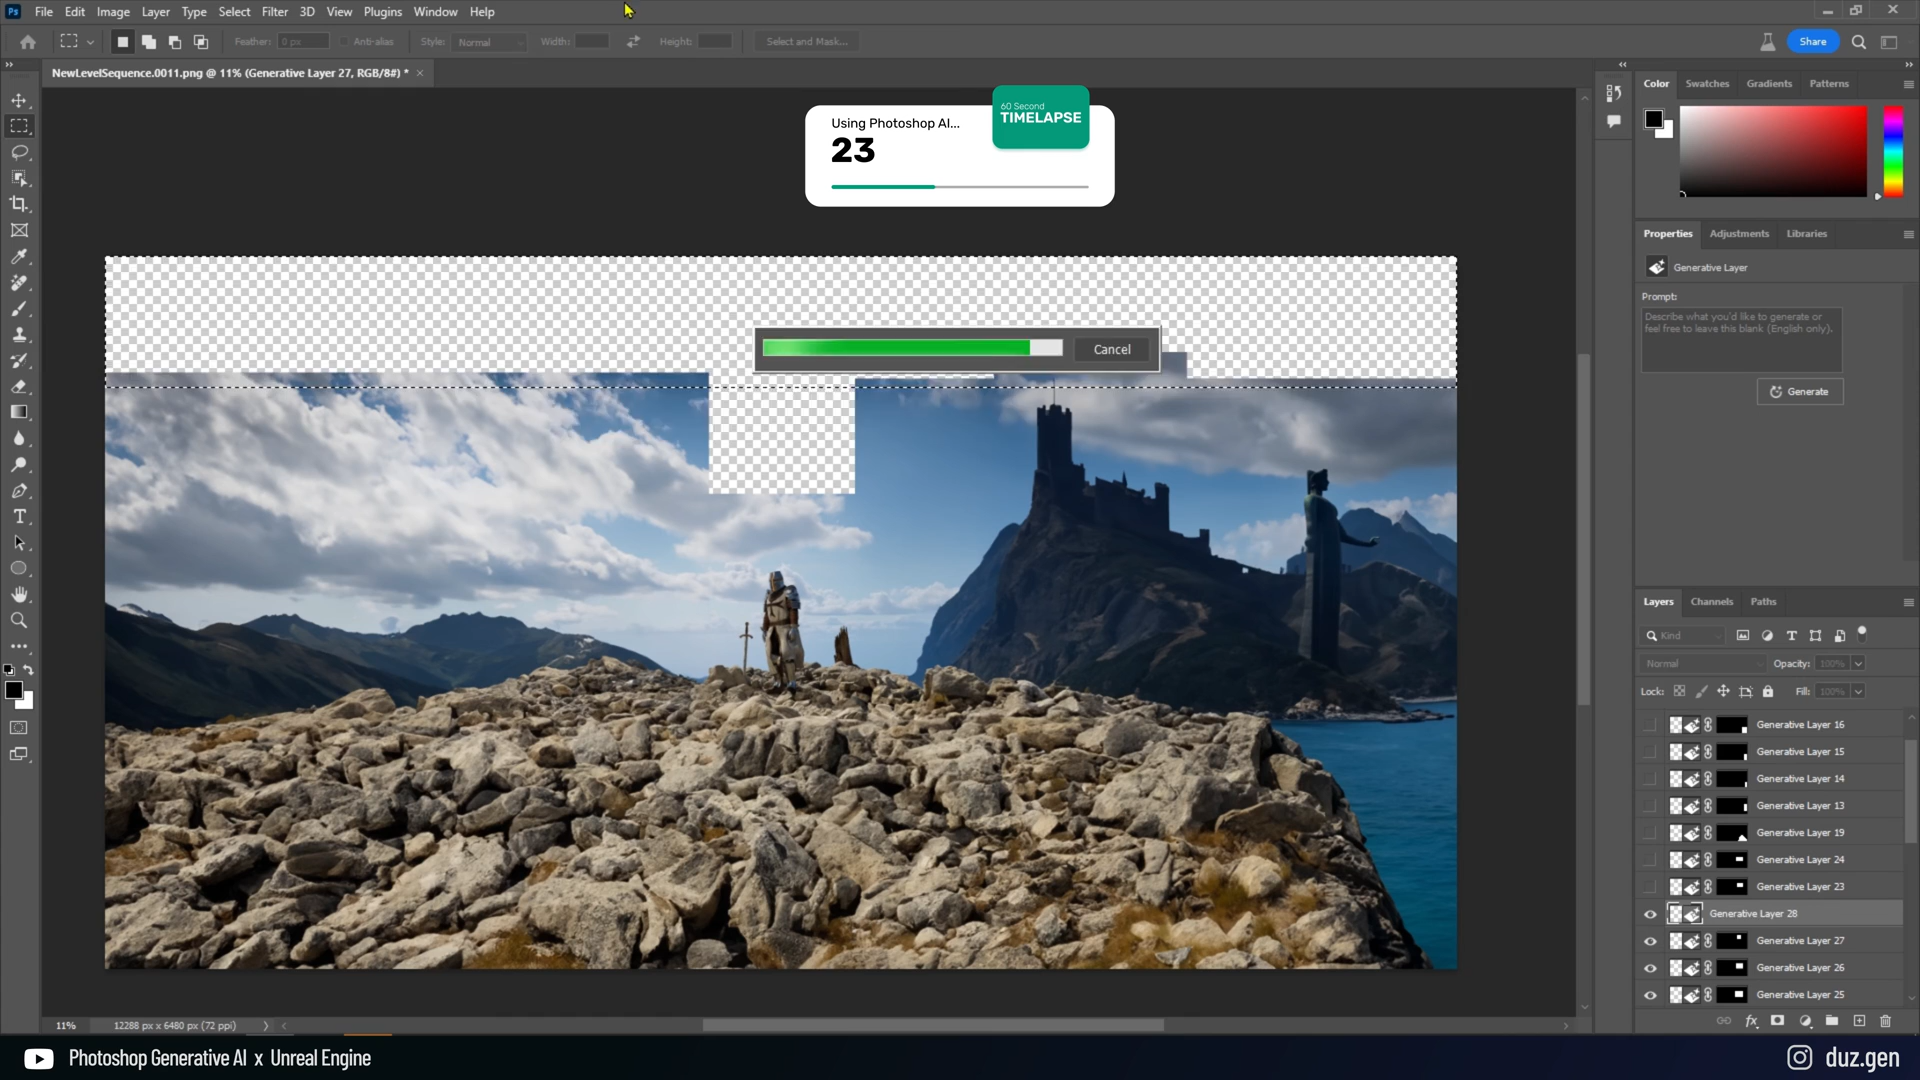 Ps File Edit Image Layer Type Select Filter 3D View Plugins Window Help
Feather: 0 px Anti-alias Style: Normal Width: Height: Select and Mask... Share
NewLevelSequence.0011.png @ 11% (Generative Layer 27, RGB/8#) * ×
Color Swatches Gradients Patterns
60 Second
TIMELAPSE
Using Photoshop AI...
23
Cancel
Properties Adjustments Libraries
Generative Layer
Prompt:
Describe what you'd like to generate or
feel free to leave this blank (English only).
Generate
Layers Channels Paths
Kind
Normal Opacity: 100%
Lock: Fill: 100%
Generative Layer 16
Generative Layer 15
Generative Layer 14
Generative Layer 13
Generative Layer 19
Generative Layer 24
Generative Layer 23
Generative Layer 28
Generative Layer 27
Generative Layer 26
Generative Layer 25
11% 12288 px x 6480 px (72 ppi)
Photoshop Generative AI x Unreal Engine
duz.gen